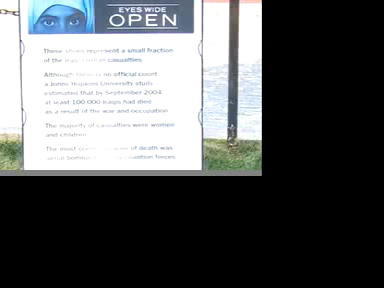 EYES WIDE
OPEN
These shoes represent a small fraction
of the Iraqi civilian casualties.
Although there is no official count
a Johns Hopkins University study
estimated that by September 2004
at least 100,000 Iraqis had died
as a result of the war and occupation
The majority of casualties were women
and children
The most common cause of death was
aerial bombing occupation forces